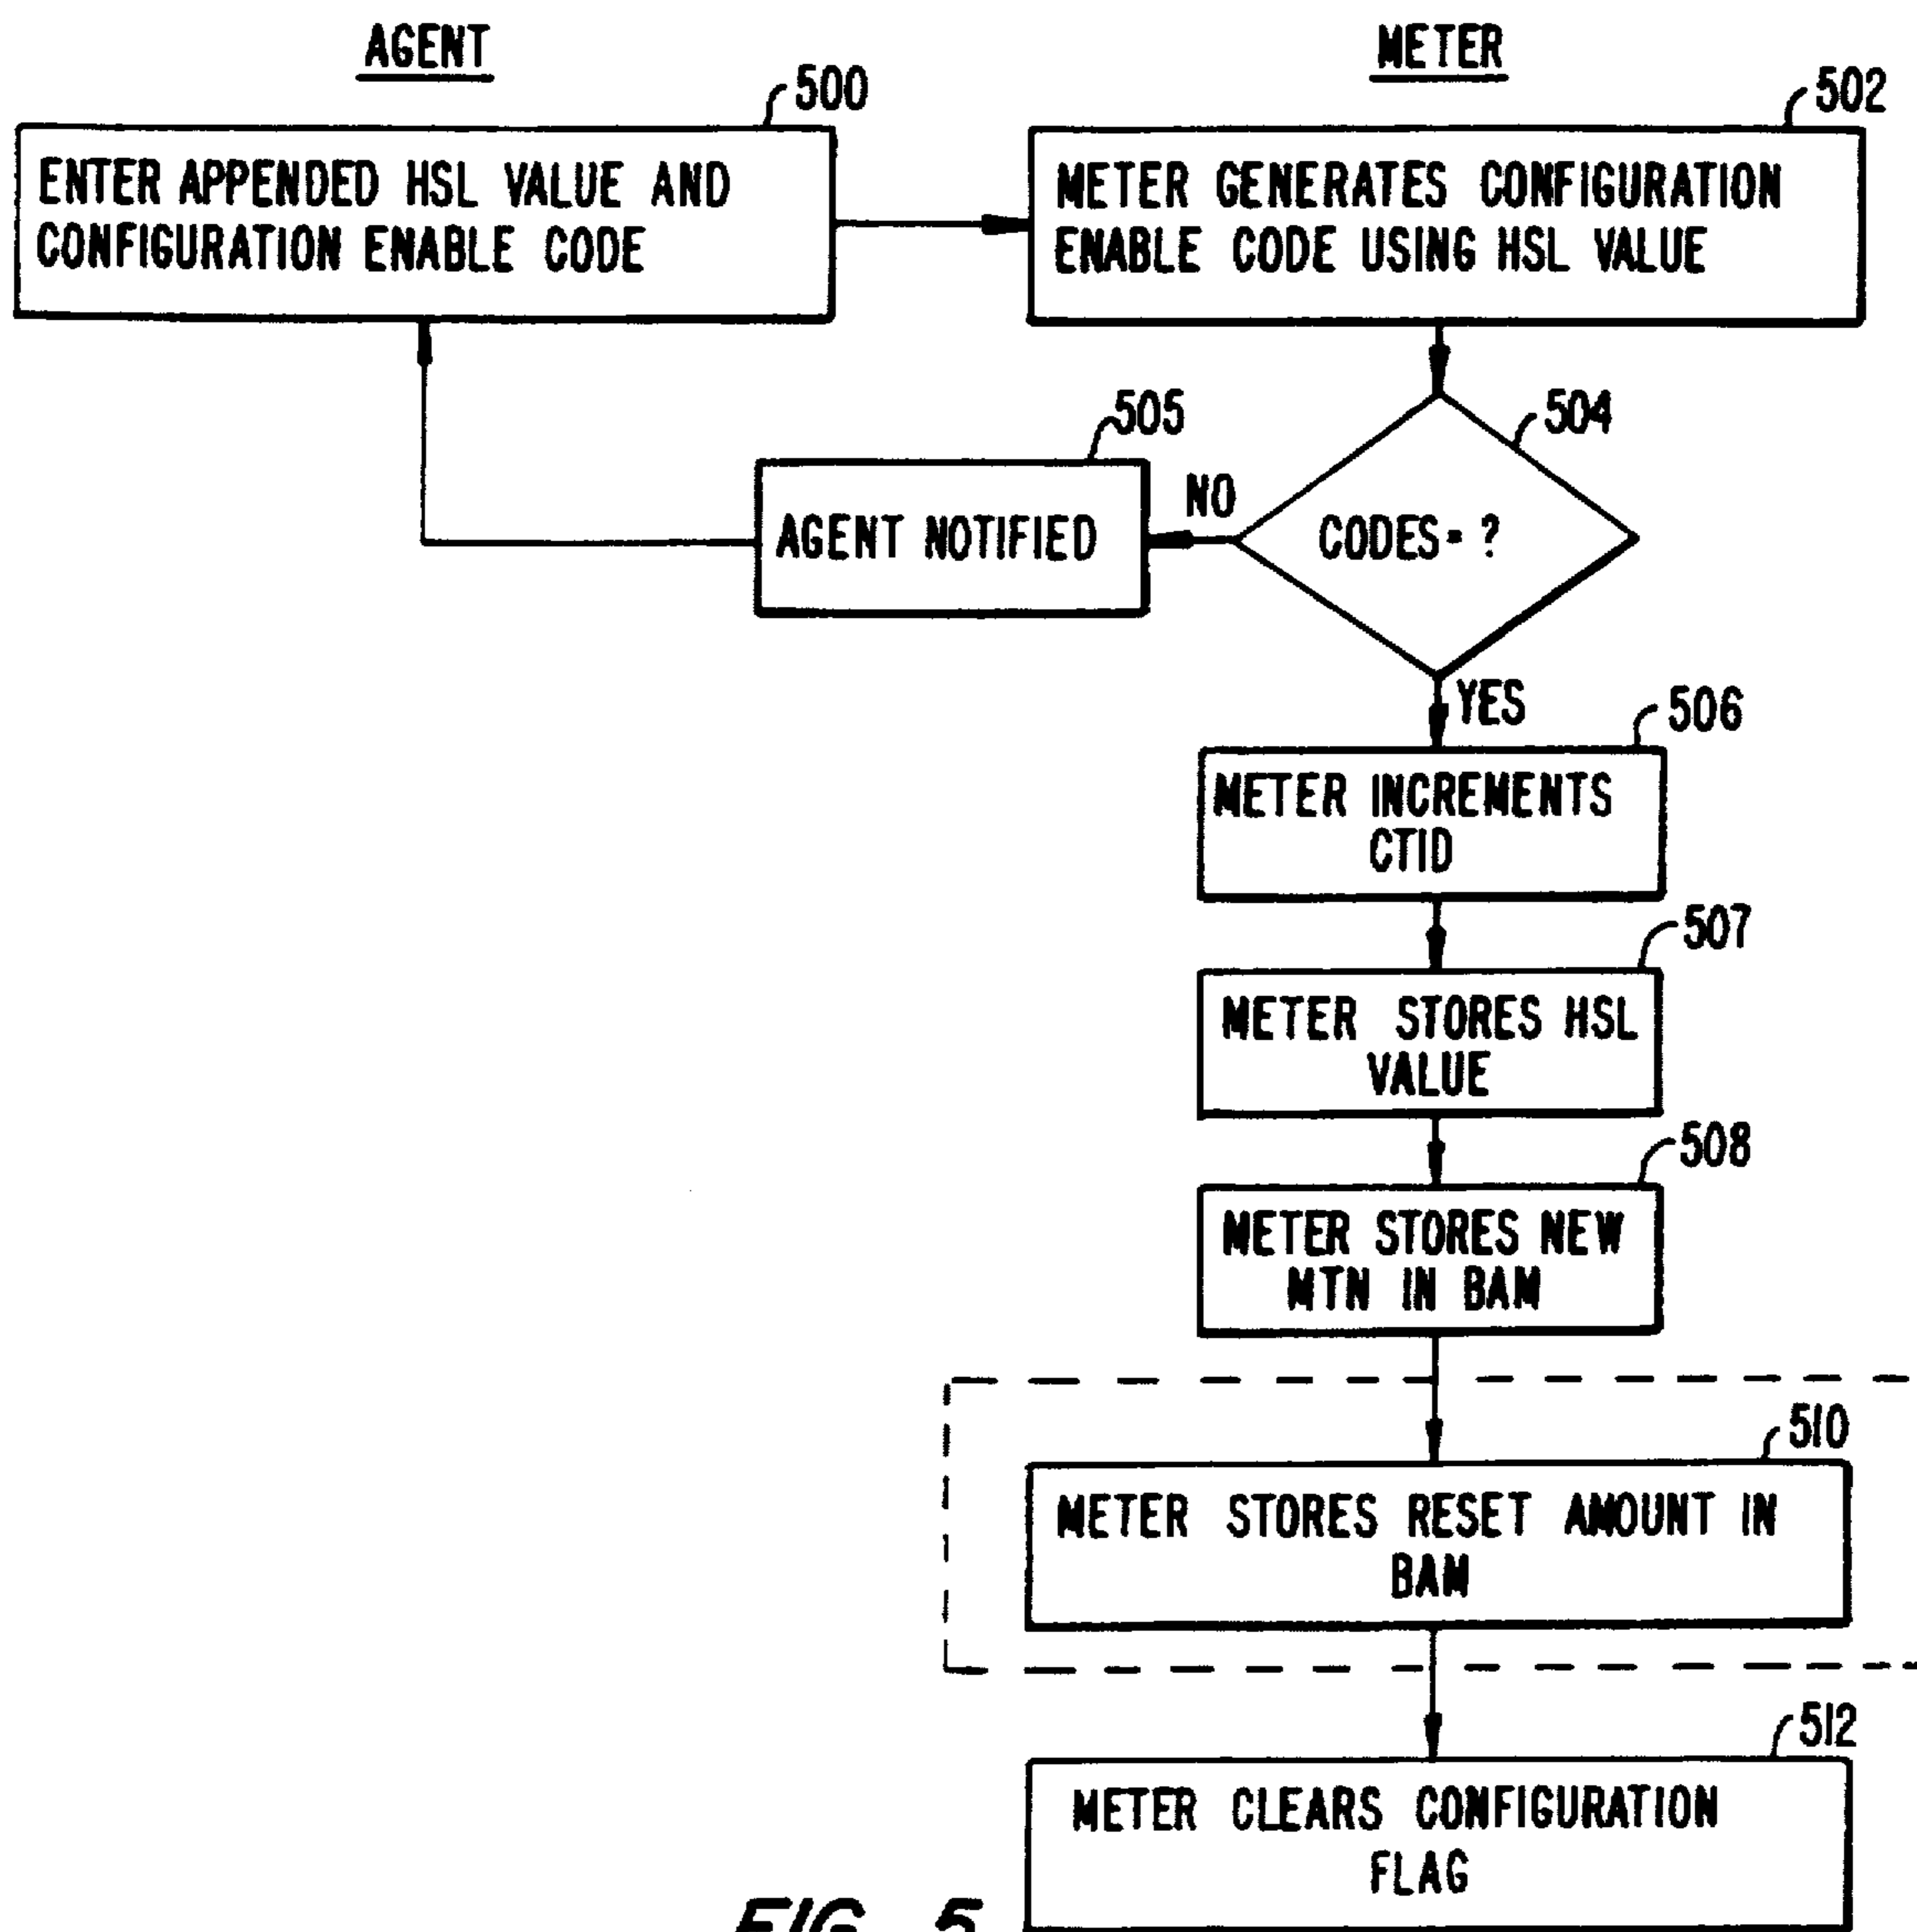 AGENT
METER
500
502
ENTER APPENDED HSL VALUE AND
CONFIGURATION ENABLE CODE
METER GENERATES CONFIGURATION
ENABLE CODE USING HSL VALUE
504
505
NO
AGENT NOTIFIED
CODES=?
YES
506
METER INCREMENTS
CTID
507
METER STORES HSL
VALUE
508
METER STORES NEW
MTN IN BAM
510
METER STORES RESET AMOUNT IN
BAM
512
METER CLEARS CONFIGURATION
FLAG
FIG. 5